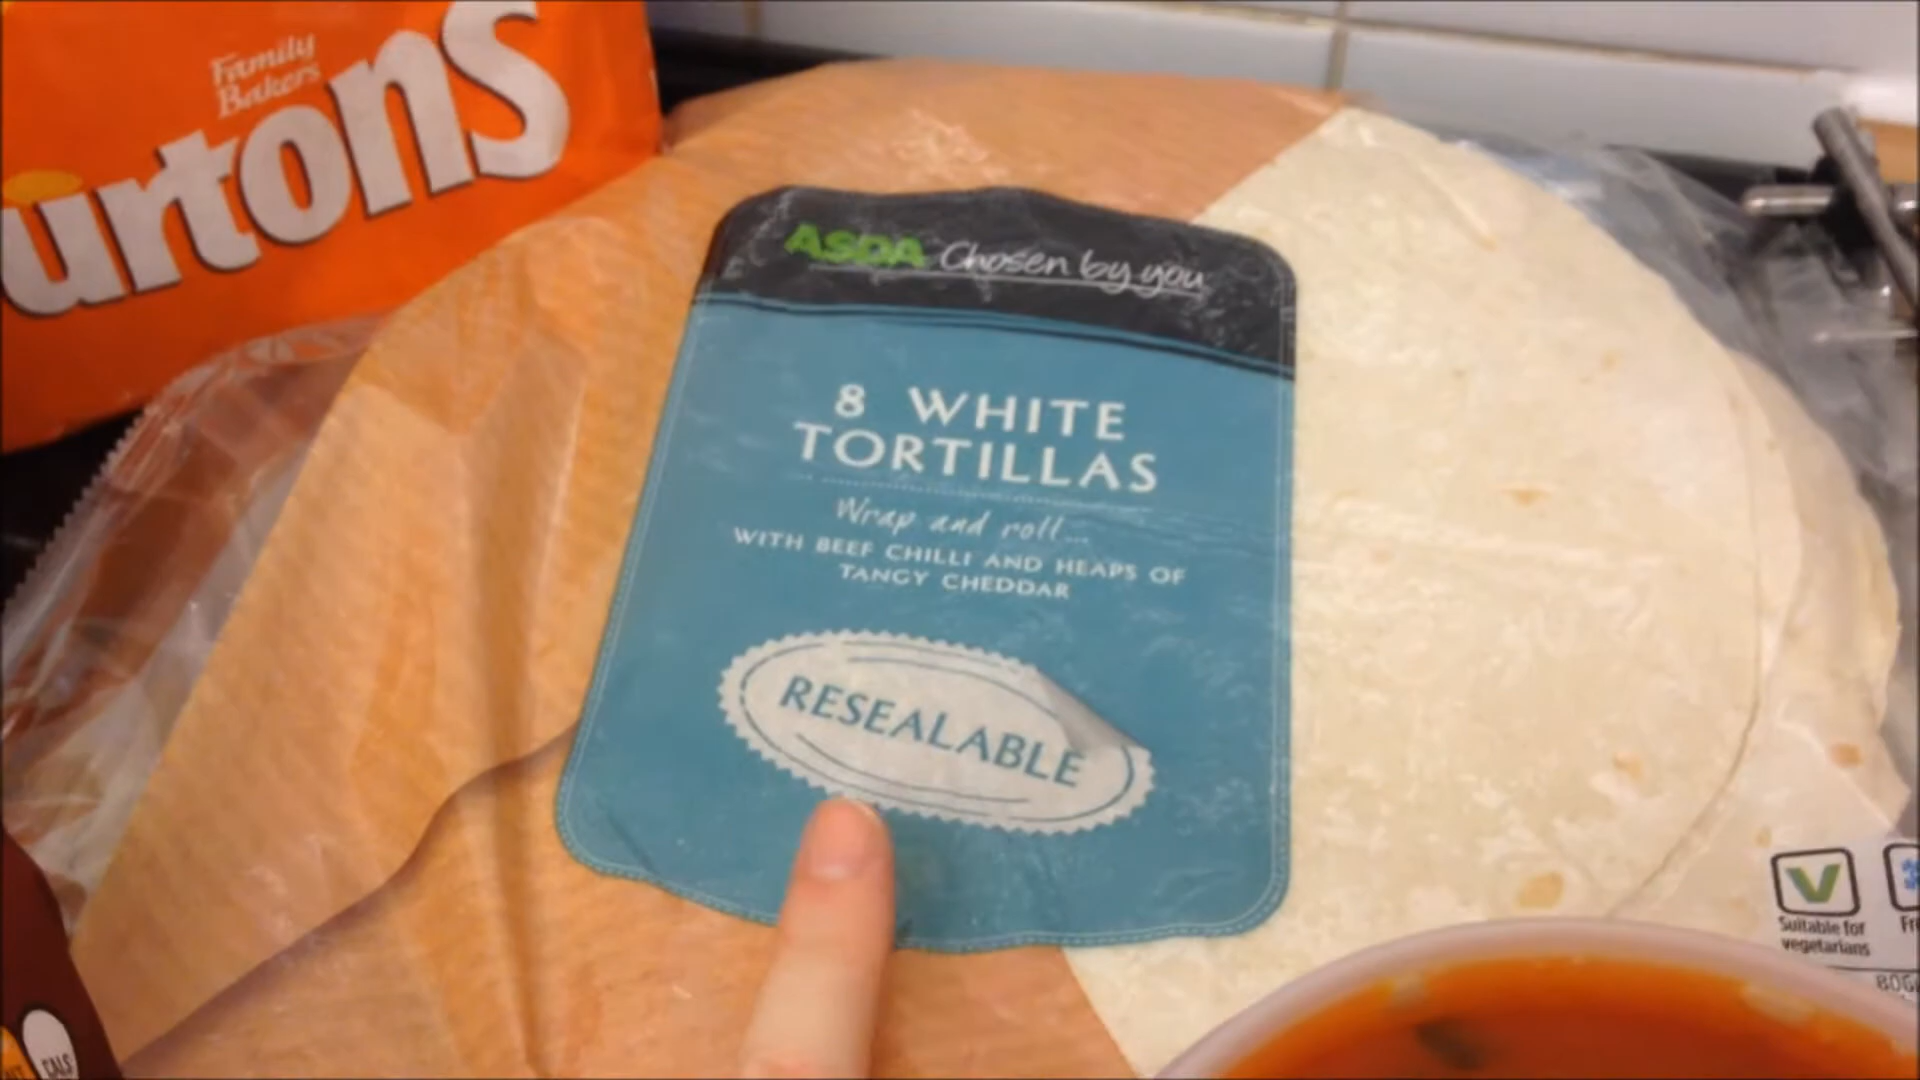 Family
Bakers
urtons
ASDA Chosen by you
8 WHITE
TORTILLAS
Wrap and roll...
WITH BEEF CHILLI AND HEAPS OF
TANGY CHEDDAR
RESEALABLE
V
Suitable for
vegetarians
CALS